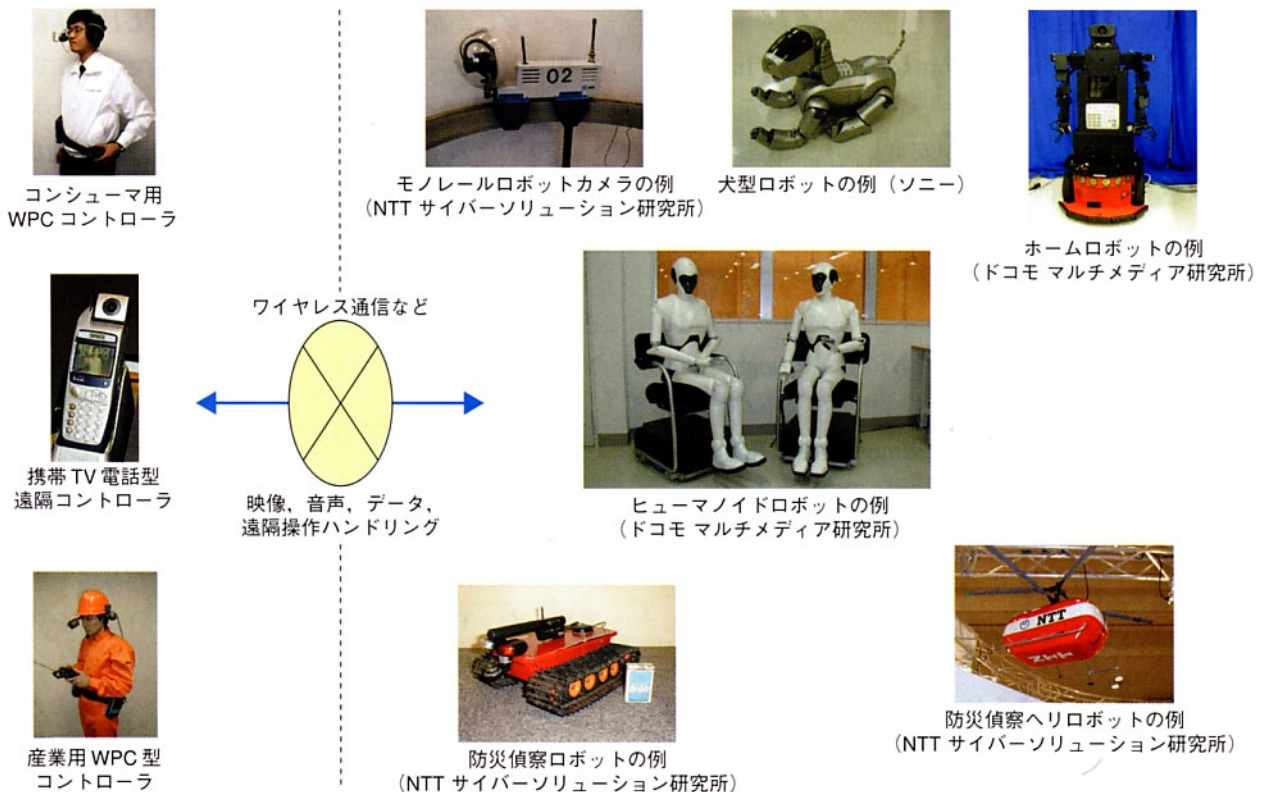 コンシューマ用
WPC コントローラ
携帯 TV 電話型
遠隔コントローラ
産業用 WPC 型
コントローラ
ワイヤレス通信など
映像，音声，データ，
遠隔操作ハンドリング
02
モノレールロボットカメラの例
（NTT サイバーソリューション研究所）
犬型ロボットの例（ソニー）
ホームロボットの例
（ドコモ マルチメディア研究所）
ヒューマノイドロボットの例
（ドコモ マルチメディア研究所）
防災偵察ロボットの例
（NTT サイバーソリューション研究所）
NTT
防災偵察ヘリロボットの例
（NTT サイバーソリューション研究所）